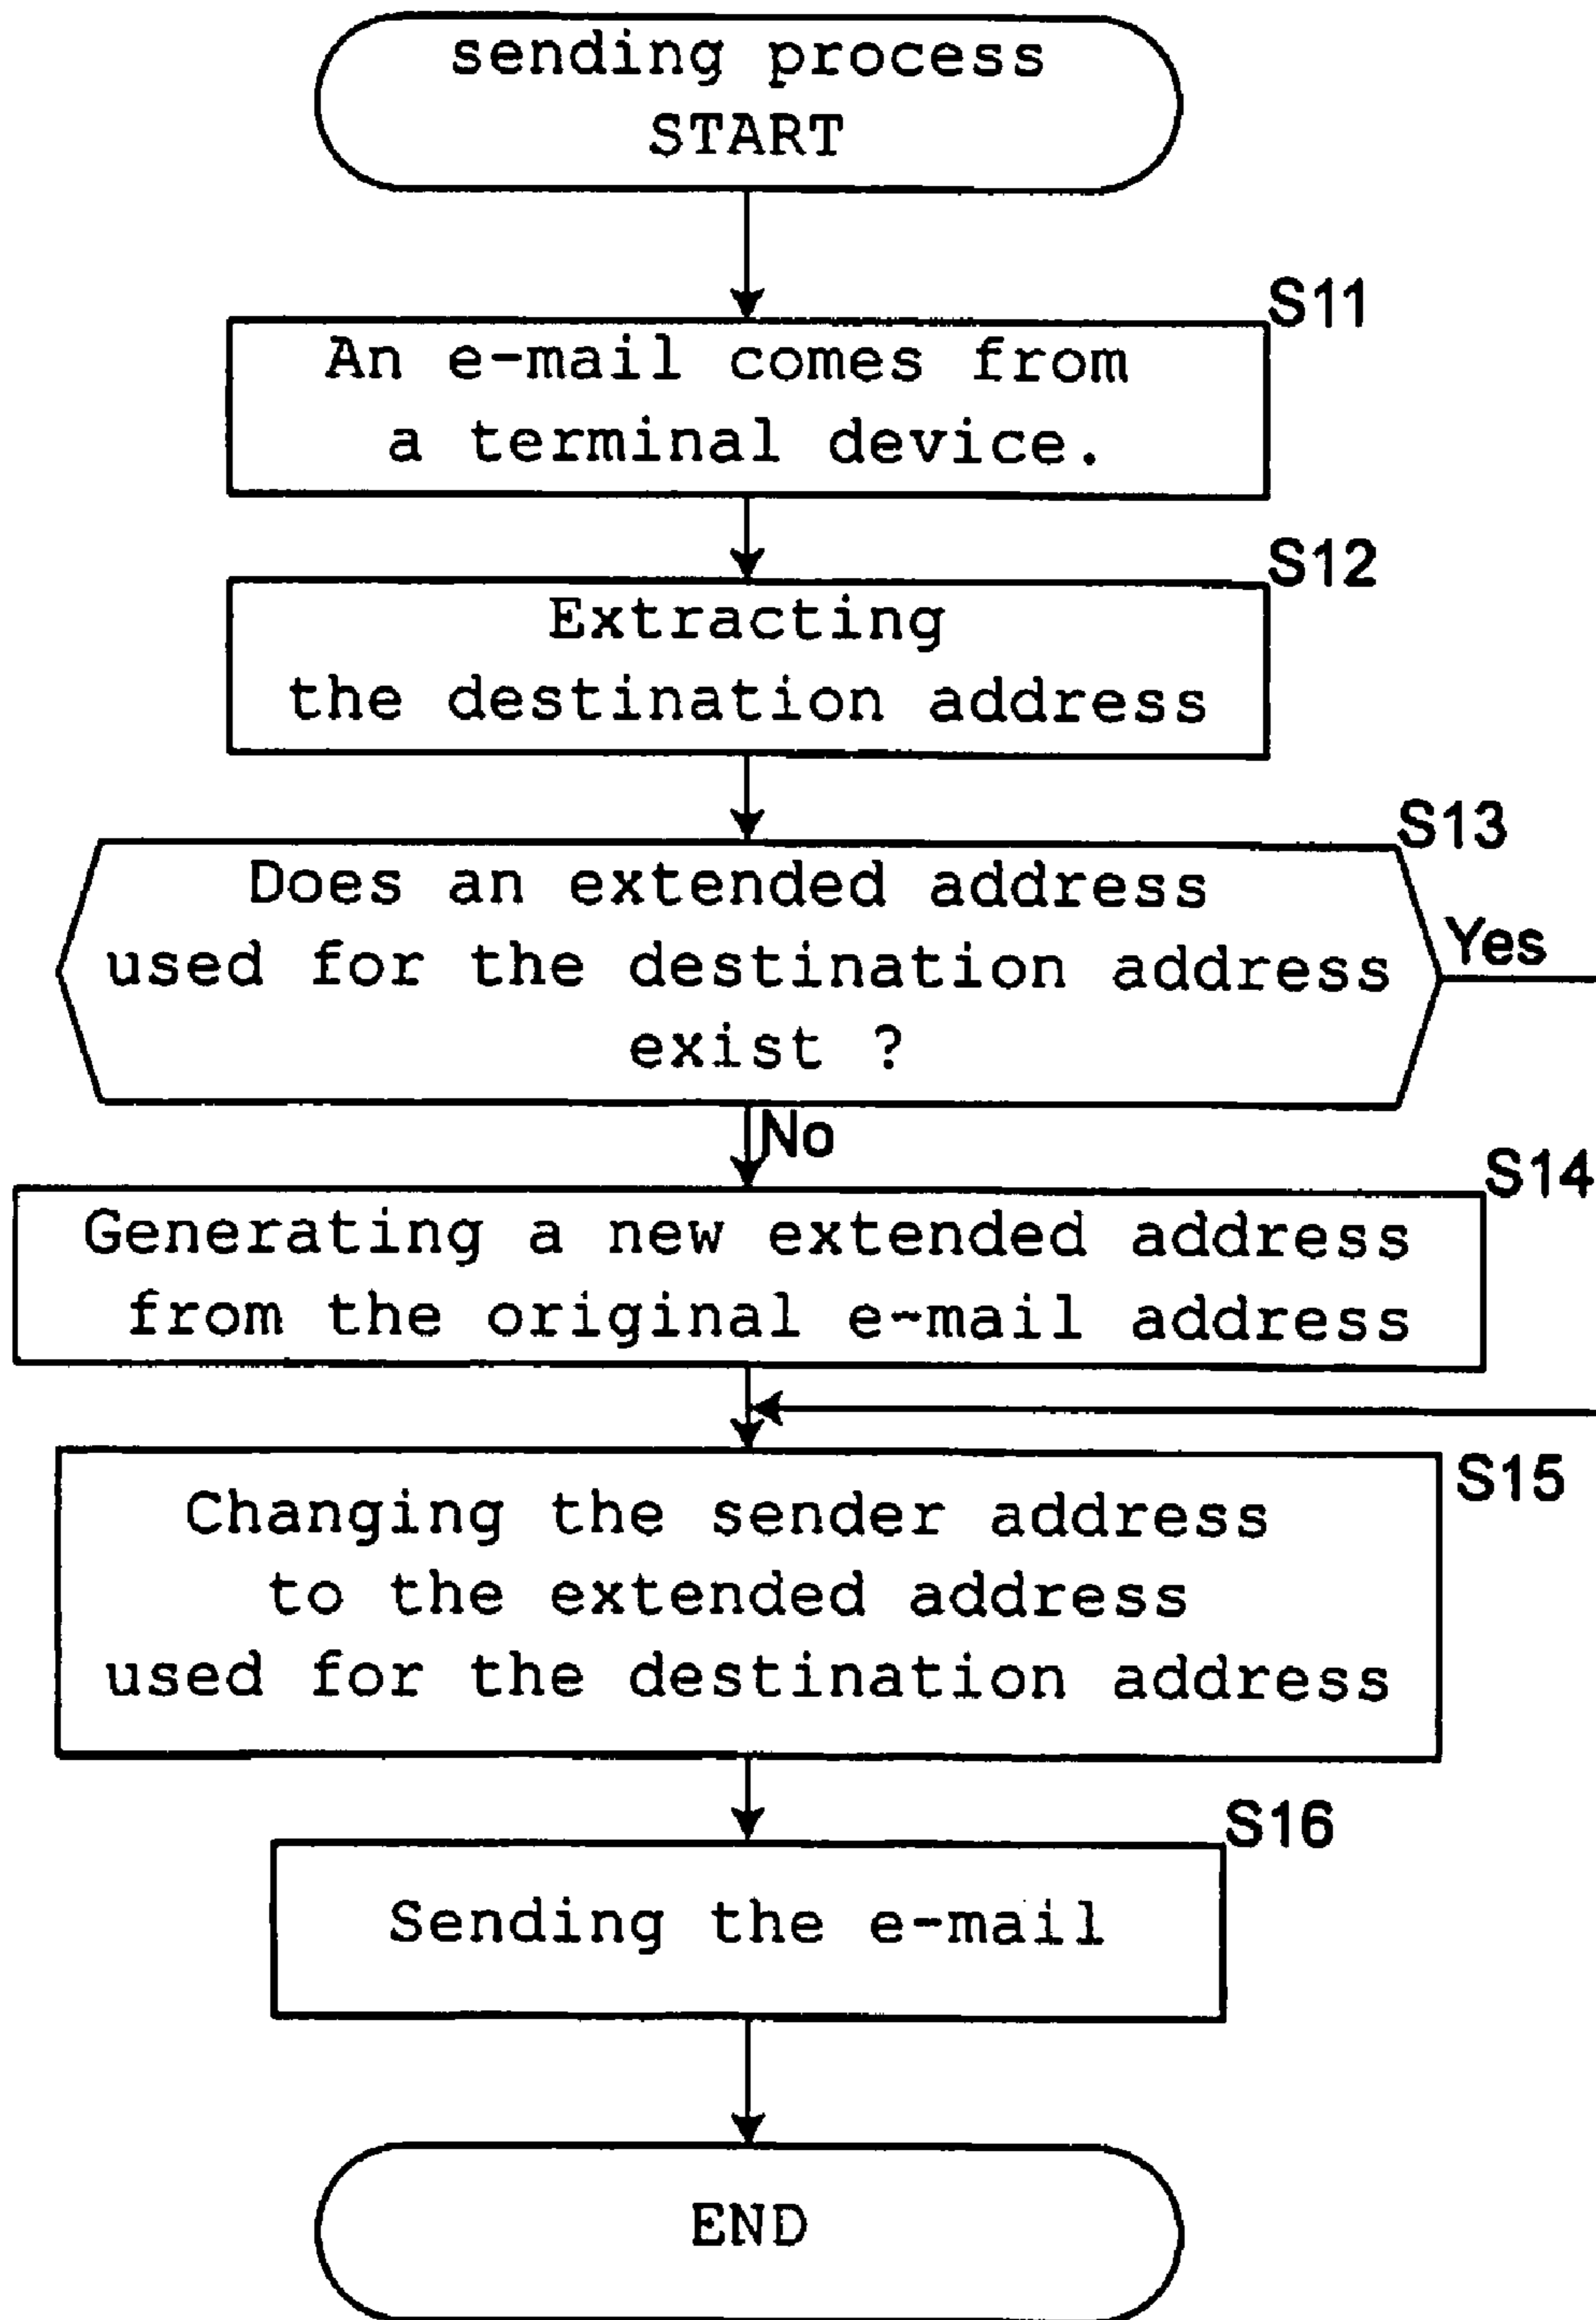 sending process
START
S11
An e-mail comes from
a terminal device.
S12
Extracting
the destination address
S13
Does an extended address
used for the destination address
exist ?
Yes
No
S14
Generating a new extended address
from the original e-mail address
S15
Changing the sender address
to the extended address
used for the destination address
S16
Sending the e-mail
END